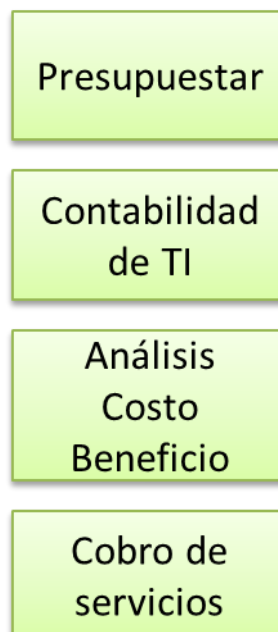 Presupuestar
Contabilidad
de TI
Análisis
Costo
Beneficio
Cobro de
servicios